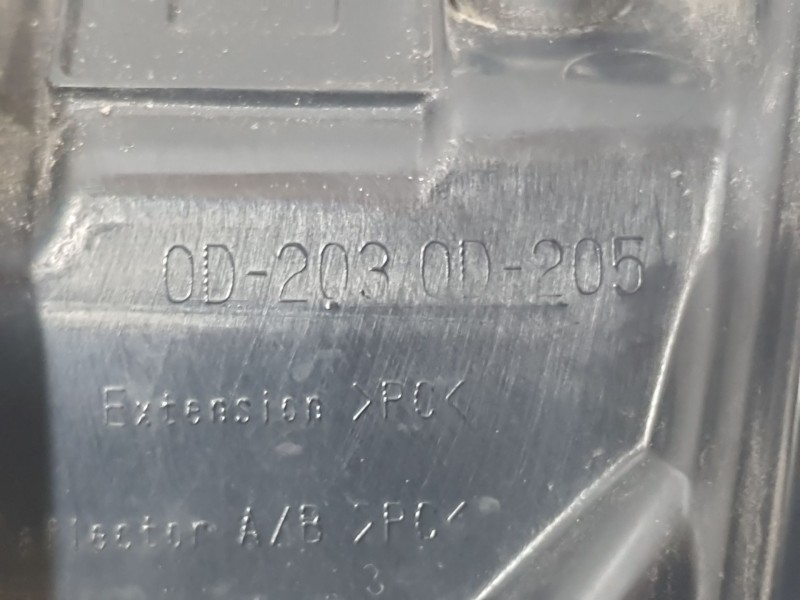 0D-203 0D-205
Extension >PC<
Reflector A/B >PC<
3